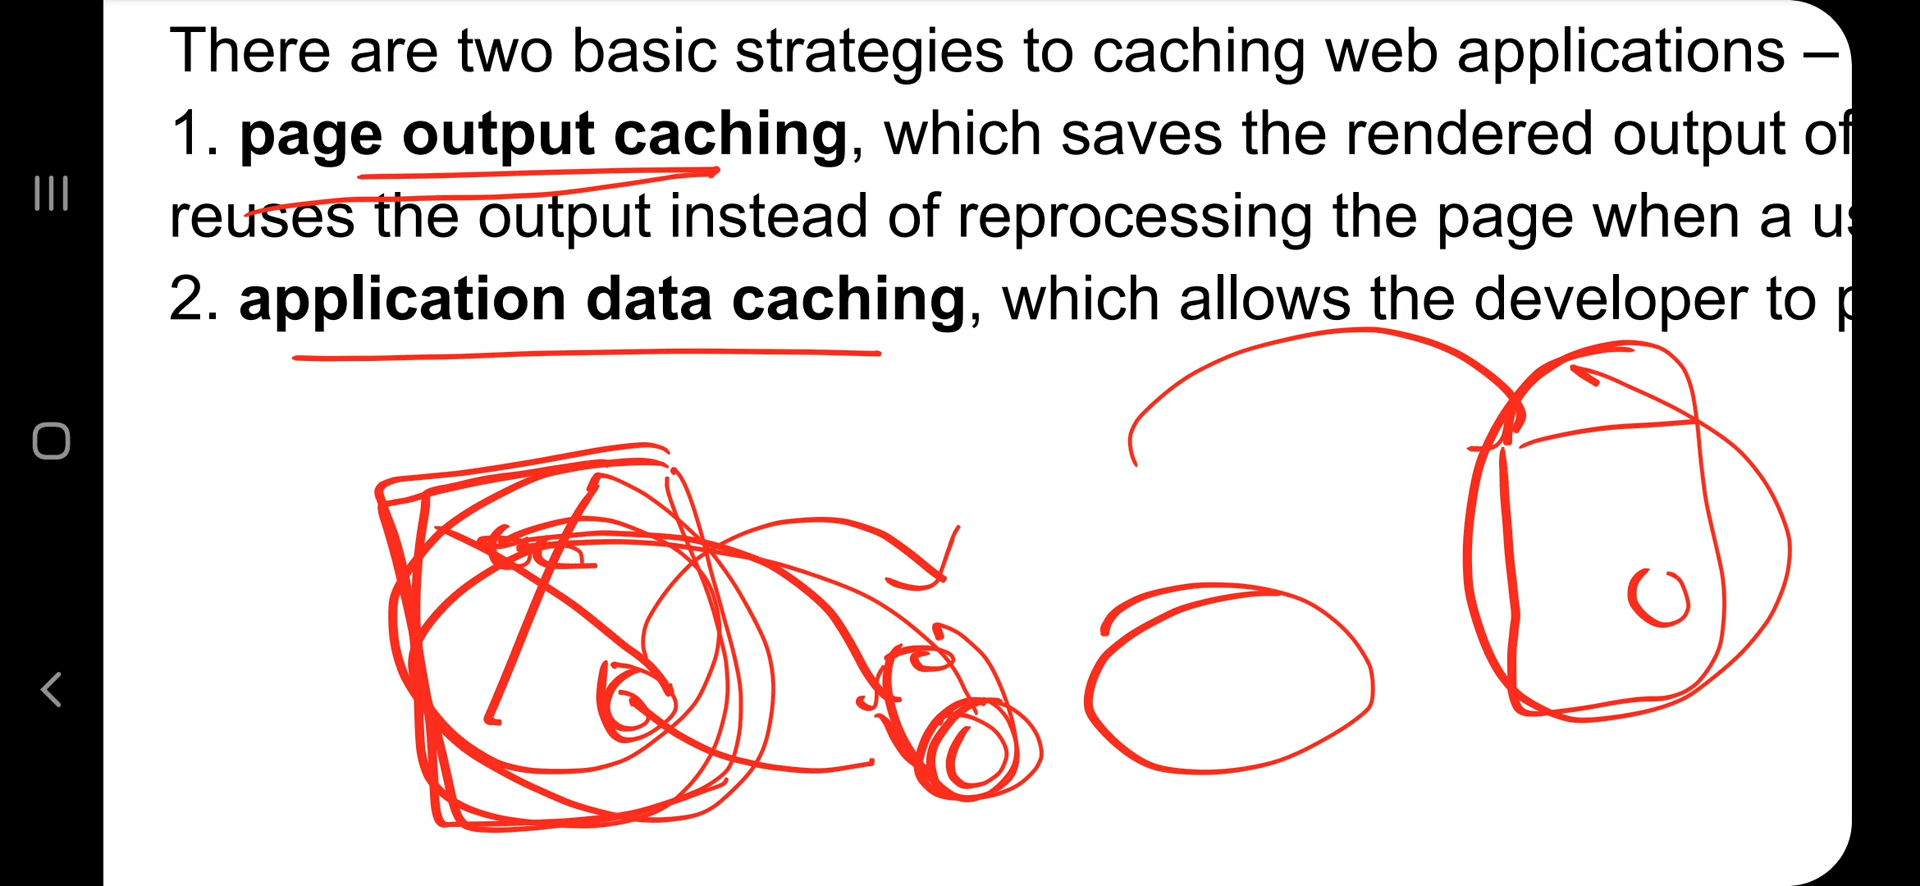 There are two basic strategies to caching web applications –
1. page output caching, which saves the rendered output of
reuses the output instead of reprocessing the page when a
2. application data caching, which allows the developer to